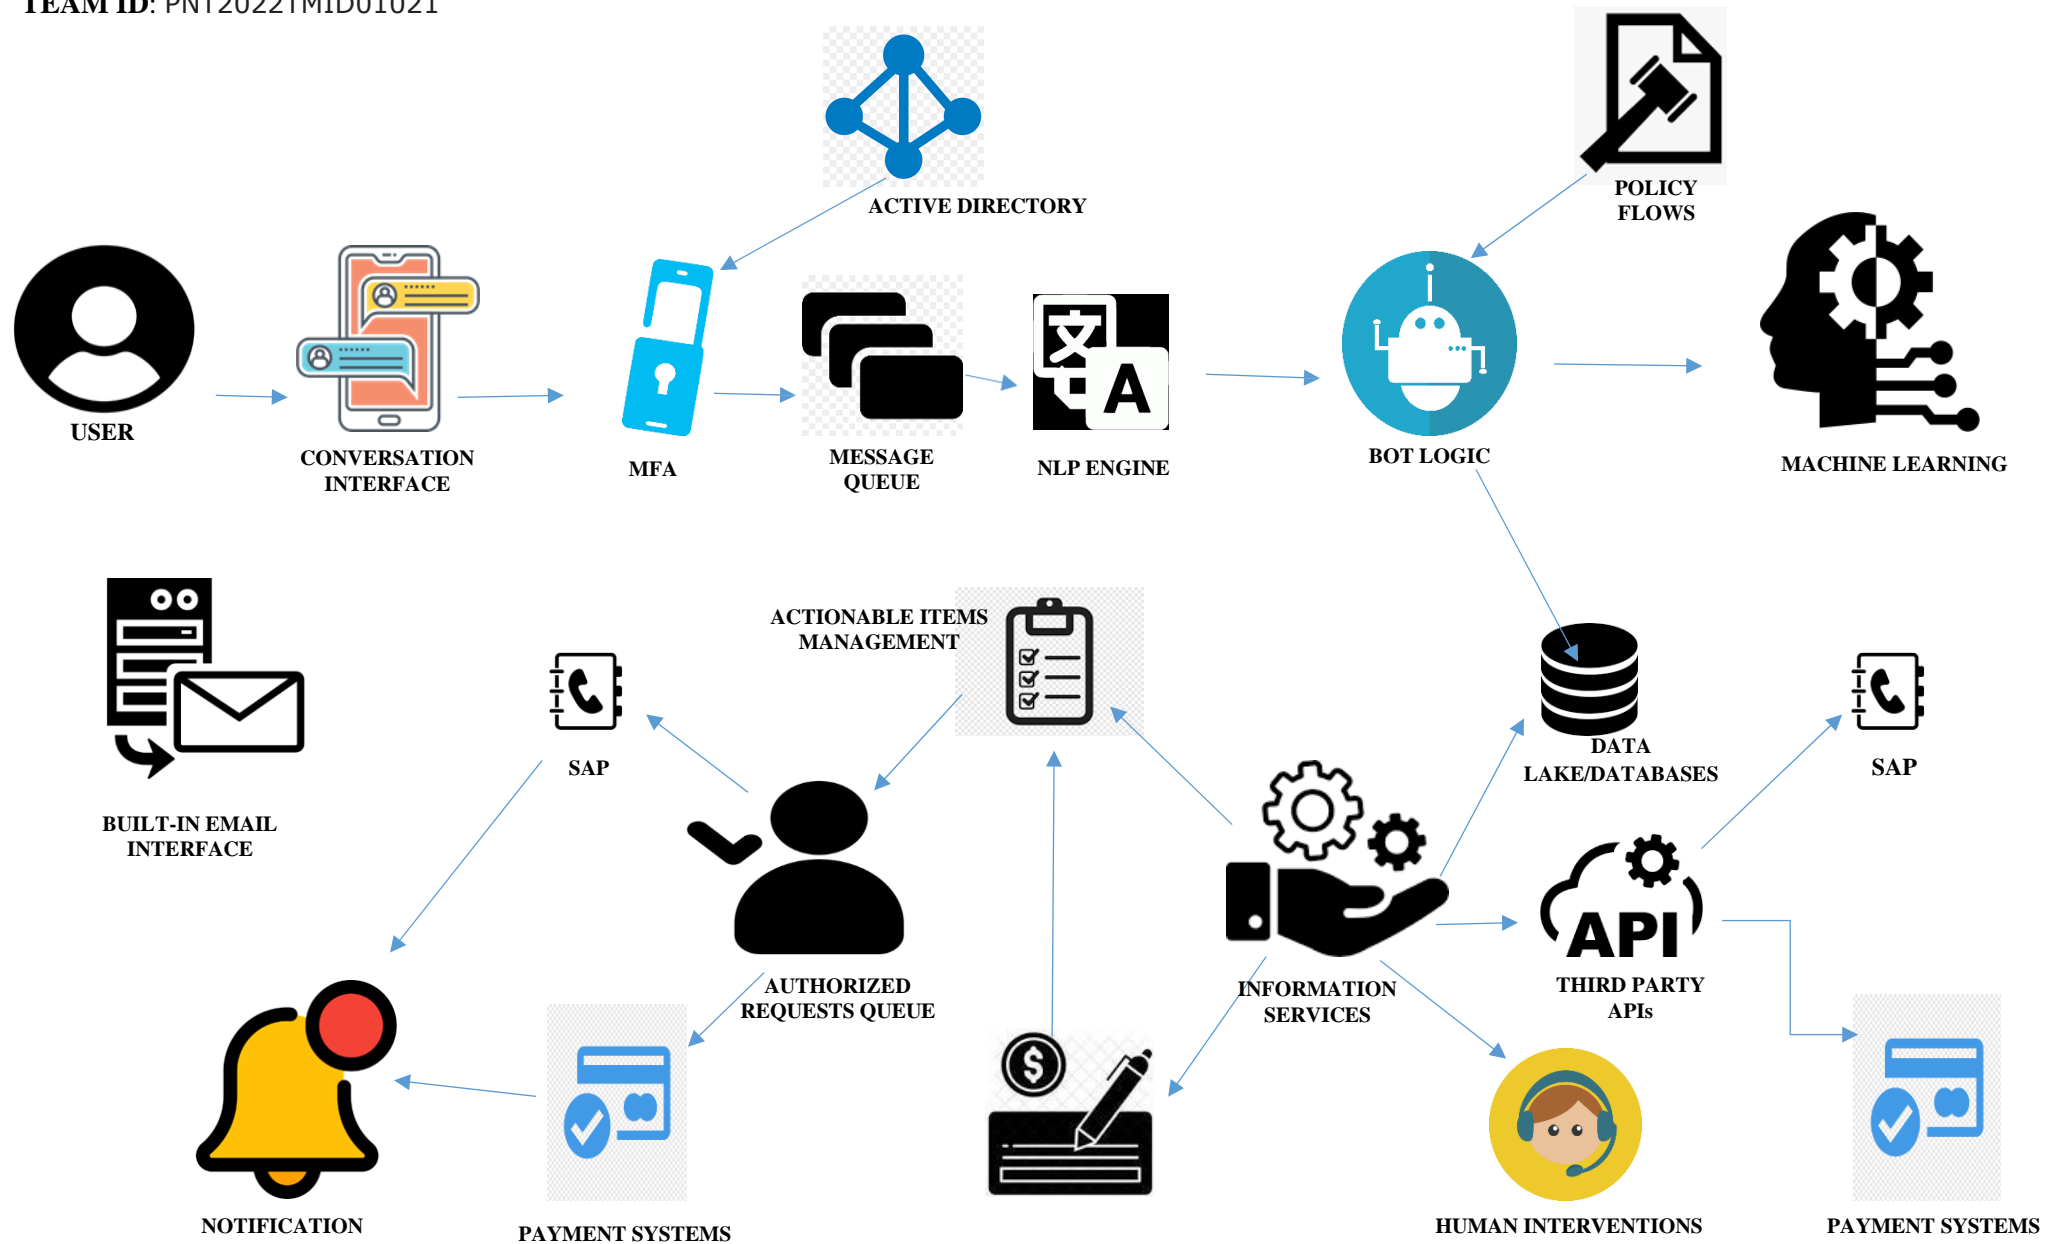 TEAM ID: PNT2022TMID01021
ACTIVE DIRECTORY
POLICY
FLOWS
USER
CONVERSATION
INTERFACE
MFA
MESSAGE
QUEUE
文
A
NLP ENGINE
BOT LOGIC
MACHINE LEARNING
ACTIONABLE ITEMS
MANAGEMENT
BUILT-IN EMAIL
INTERFACE
SAP
DATA
LAKE/DATABASES
SAP
API
AUTHORIZED
REQUESTS QUEUE
INFORMATION
SERVICES
THIRD PARTY
APIs
$
NOTIFICATION
PAYMENT SYSTEMS
HUMAN INTERVENTIONS
PAYMENT SYSTEMS